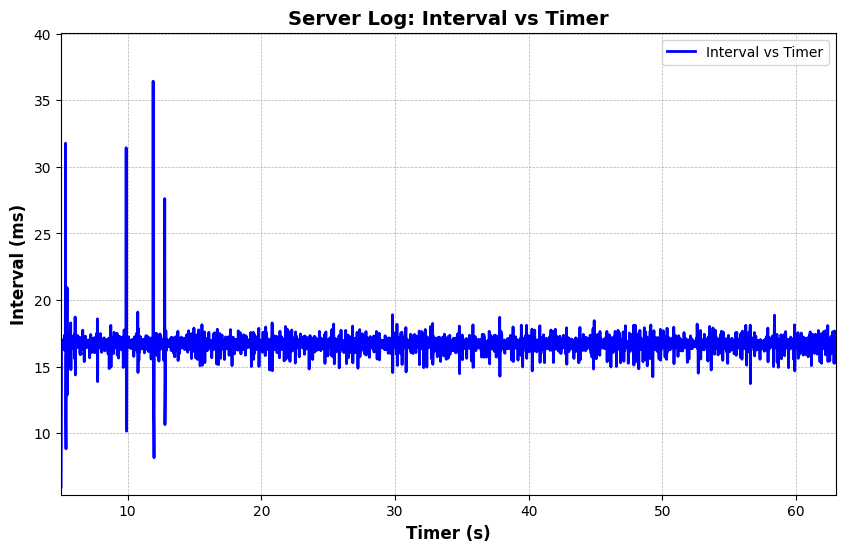 Server Log: Interval vs Timer
Interval vs Timer
40
35
30
25
20
15
10
Interval (ms)
10 20 30 40 50 60
Timer (s)